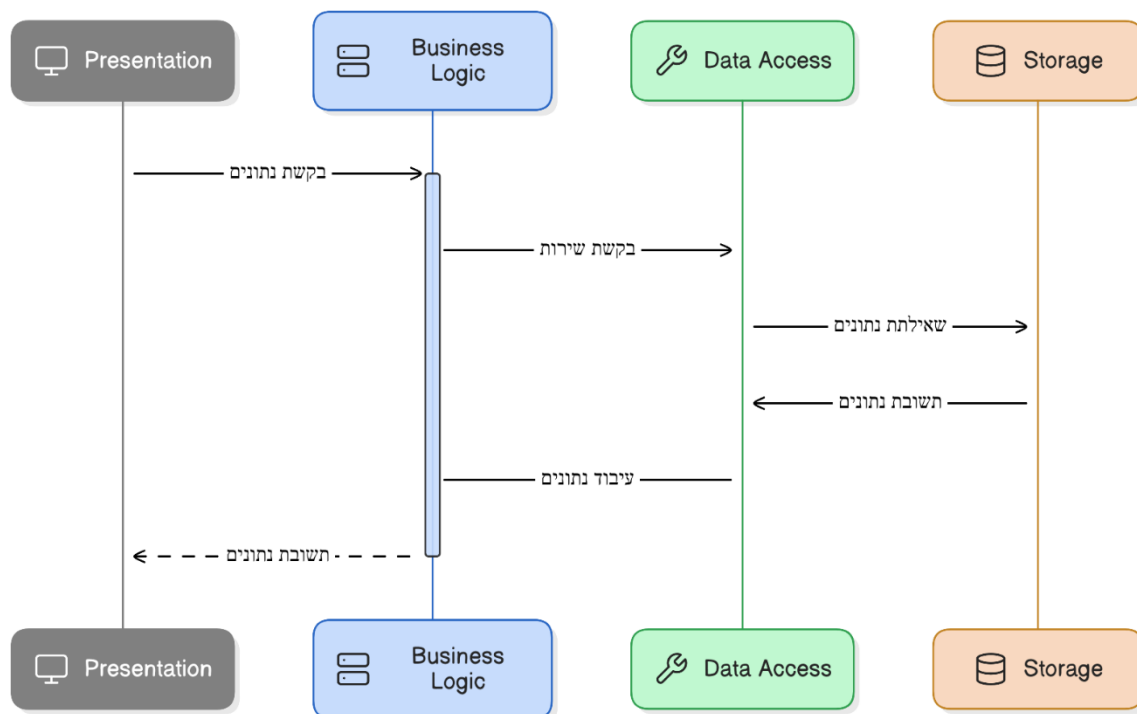 Presentation
Business
Logic
Data Access
Storage
בקשת נתונים
בקשת שירות
שאילתת נתונים
תשובת נתונים
עיבוד נתונים
תשובת נתונים
Presentation
Business
Logic
Data Access
Storage